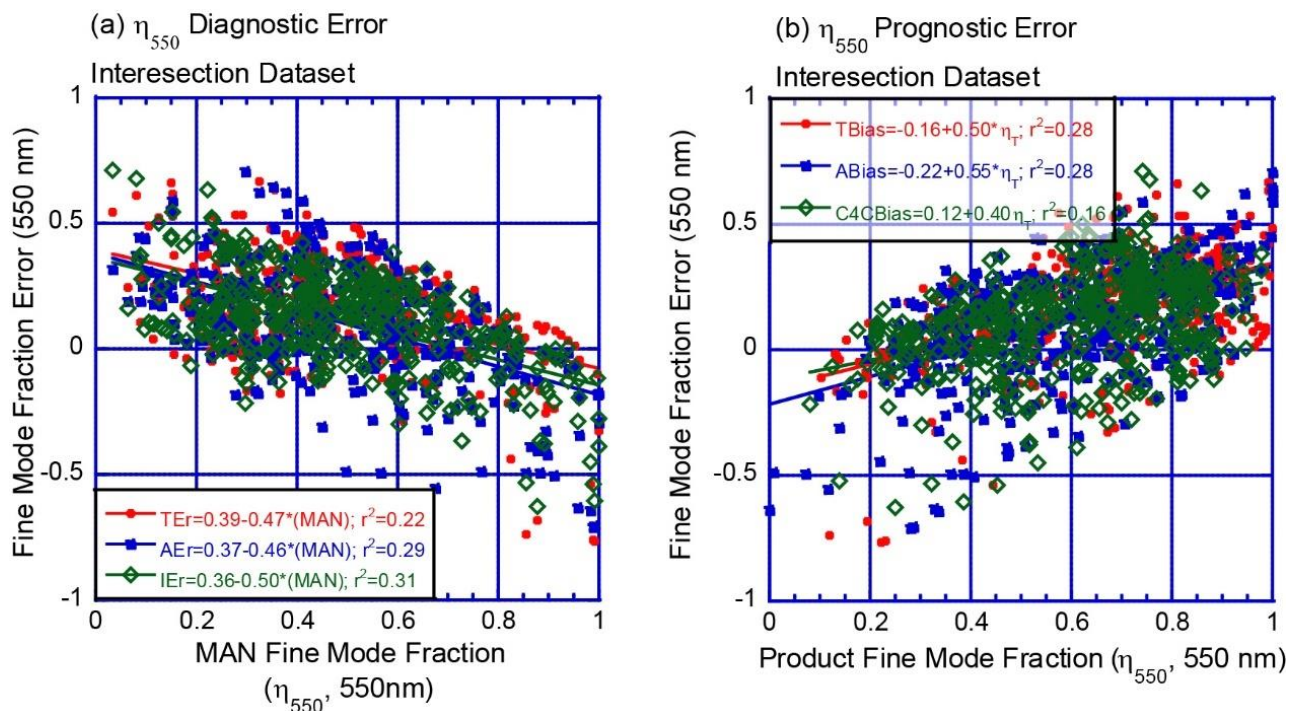 (a) η550 Diagnostic Error
Interesection Dataset
1
0.5
0
-0.5
-1
Fine Mode Fraction Error (550 nm)
TEr=0.39-0.47*(MAN); r²=0.22
AEr=0.37-0.46*(MAN); r²=0.29
IEr=0.36-0.50*(MAN); r²=0.31
0 0.2 0.4 0.6 0.8 1
MAN Fine Mode Fraction
(η550, 550nm)
(b) η550 Prognostic Error
Interesection Dataset
1
0.5
0
-0.5
-1
Fine Mode Fraction Error (550 nm)
TBias=-0.16+0.50*ηT; r²=0.28
ABias=-0.22+0.55*ηT; r²=0.28
C4CBias=0.12+0.40ηT; r²=0.16
0 0.2 0.4 0.6 0.8 1
Product Fine Mode Fraction (η550, 550 nm)